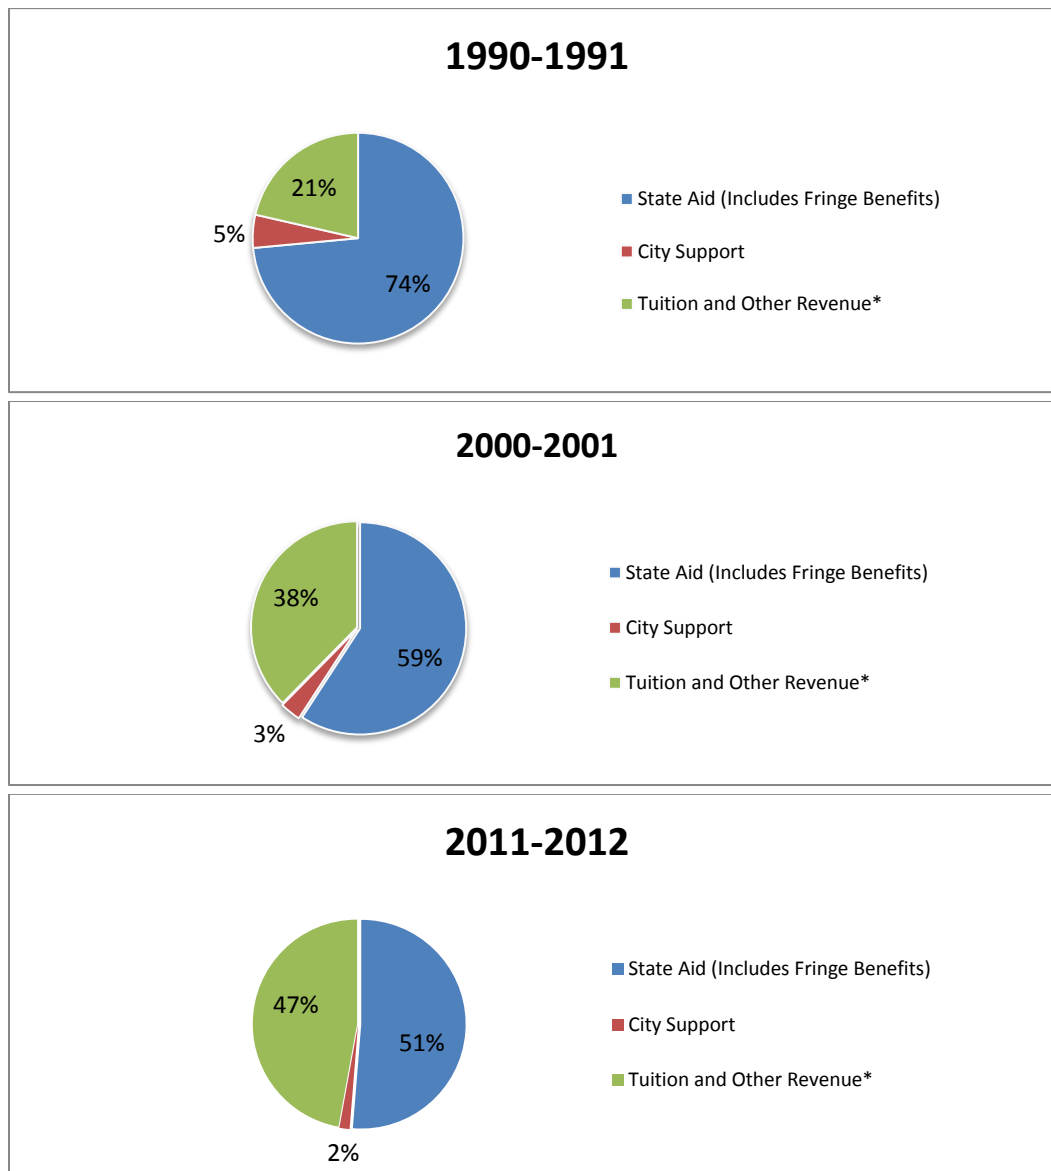 1990-1991
21%
5%
74%
State Aid (Includes Fringe Benefits)
City Support
Tuition and Other Revenue*
2000-2001
38%
59%
3%
State Aid (Includes Fringe Benefits)
City Support
Tuition and Other Revenue*
2011-2012
47%
51%
2%
State Aid (Includes Fringe Benefits)
City Support
Tuition and Other Revenue*